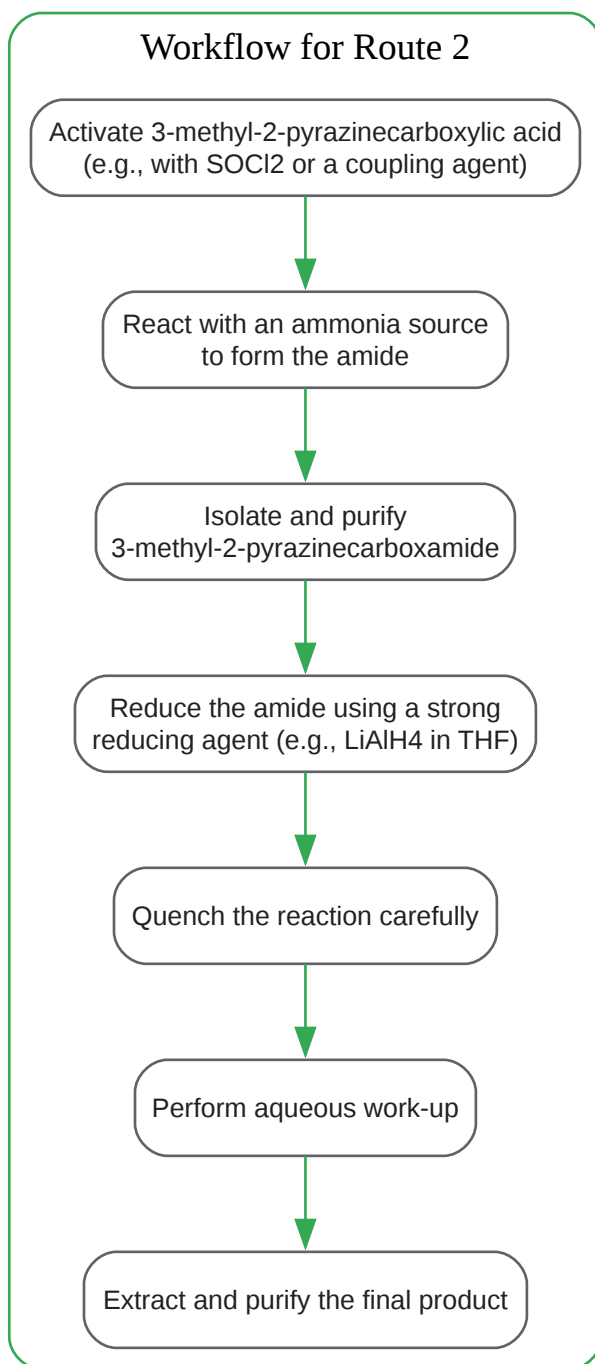 Workflow for Route 2
Activate 3-methyl-2-pyrazinecarboxylic acid
(e.g., with SOCl2 or a coupling agent)
React with an ammonia source
to form the amide
Isolate and purify
3-methyl-2-pyrazinecarboxamide
Reduce the amide using a strong
reducing agent (e.g., LiAlH4 in THF)
Quench the reaction carefully
Perform aqueous work-up
Extract and purify the final product